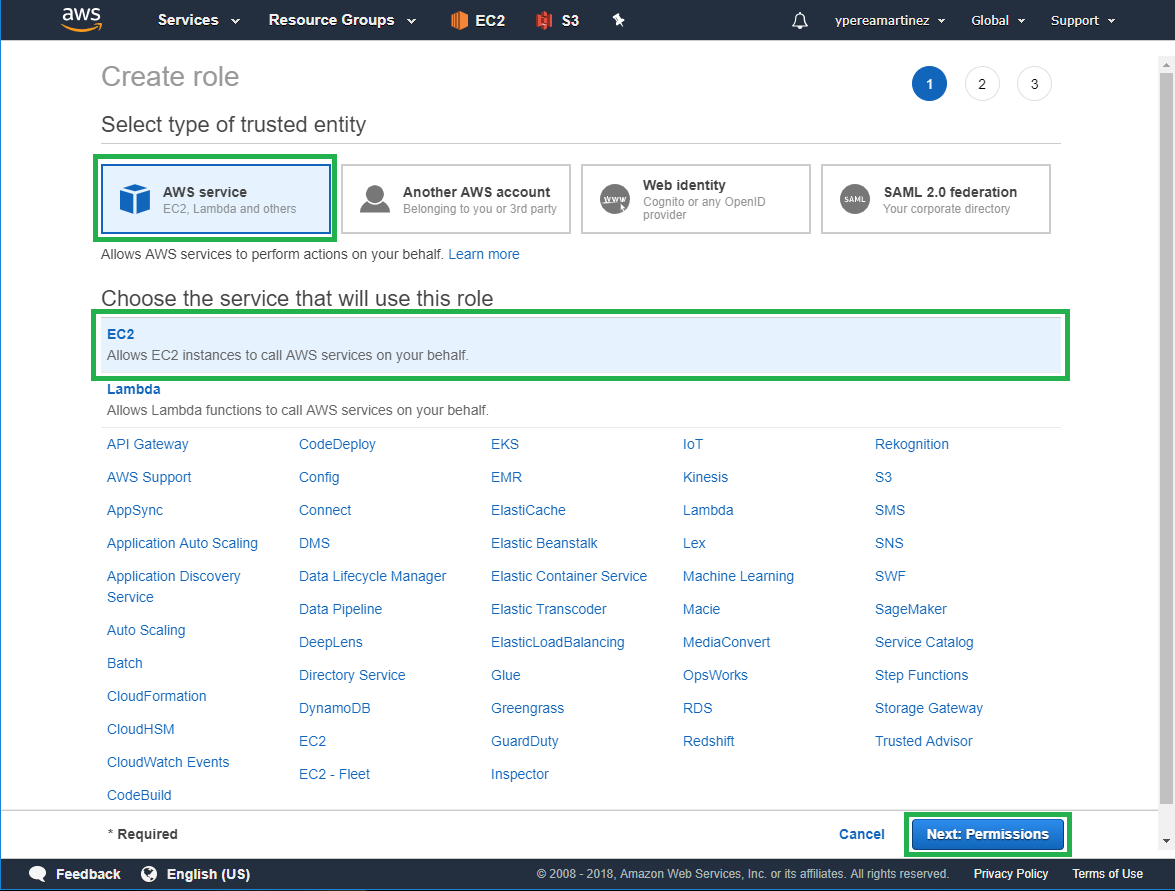 aws Services Resource Groups EC2 S3 ypereamartinez Global Support
Create role
1 2 3
Select type of trusted entity
AWS service
EC2, Lambda and others
Another AWS account
Belonging to you or 3rd party
www
Web identity
Cognito or any OpenID
provider
SAML
SAML 2.0 federation
Your corporate directory
Allows AWS services to perform actions on your behalf. Learn more
Choose the service that will use this role
EC2
Allows EC2 instances to call AWS services on your behalf.
Lambda
Allows Lambda functions to call AWS services on your behalf.
API Gateway
AWS Support
AppSync
Application Auto Scaling
Application Discovery
Service
Auto Scaling
Batch
CloudFormation
CloudHSM
CloudWatch Events
CodeBuild
CodeDeploy
Config
Connect
DMS
Data Lifecycle Manager
Data Pipeline
DeepLens
Directory Service
DynamoDB
EC2
EC2 - Fleet
EKS
EMR
ElastiCache
Elastic Beanstalk
Elastic Container Service
Elastic Transcoder
ElasticLoadBalancing
Glue
Greengrass
GuardDuty
Inspector
IoT
Kinesis
Lambda
Lex
Machine Learning
Macie
MediaConvert
OpsWorks
RDS
Redshift
Rekognition
S3
SMS
SNS
SWF
SageMaker
Service Catalog
Step Functions
Storage Gateway
Trusted Advisor
* Required
Cancel
Next: Permissions
Feedback English (US) © 2008 - 2018, Amazon Web Services, Inc. or its affiliates. All rights reserved. Privacy Policy Terms of Use